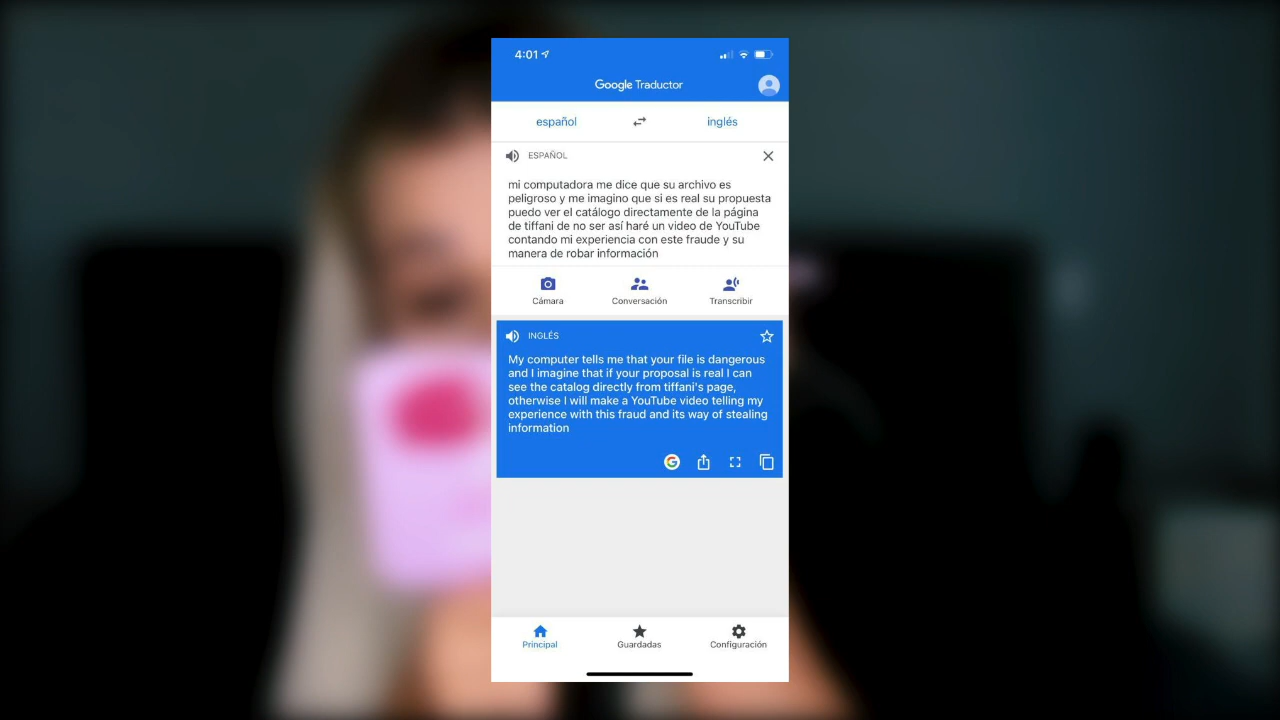 4:01
Google Traductor
español
inglés
ESPAÑOL
mi computadora me dice que su archivo es
peligroso y me imagino que si es real su propuesta
puedo ver el catálogo directamente de la página
de tiffani de no ser así haré un video de YouTube
contando mi experiencia con este fraude y su
manera de robar información
Cámara
Conversación
Transcribir
INGLÉS
My computer tells me that your file is dangerous
and I imagine that if your proposal is real I can
see the catalog directly from tiffani's page,
otherwise I will make a YouTube video telling my
experience with this fraud and its way of stealing
information
Principal
Guardadas
Configuración